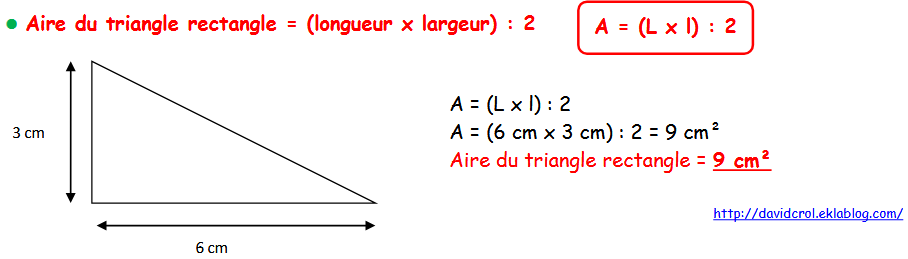 Aire du triangle rectangle = (longueur x largeur) : 2
A = (L x l) : 2
3 cm
6 cm
A = (L x l) : 2
A = (6 cm x 3 cm) : 2 = 9 cm²
Aire du triangle rectangle = 9 cm²
http://davidcrol.eklablog.com/